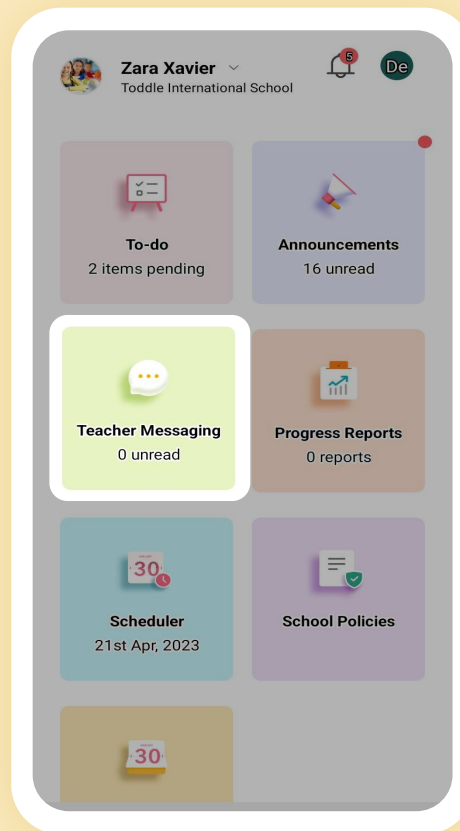 Zara Xavier
Toddle International School
5
De
To-do
2 items pending
Announcements
16 unread
Teacher Messaging
0 unread
Progress Reports
0 reports
30
Scheduler
21st Apr, 2023
School Policies
30